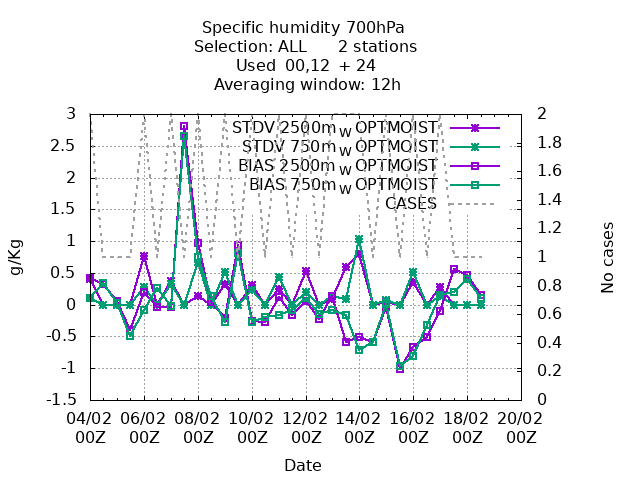 Specific humidity 700hPa
Selection: ALL 2 stations
Used 00,12 + 24
Averaging window: 12h
3
2.5
2
1.5
1
0.5
0
-0.5
-1
-1.5
g/Kg
STDV 2500m_W OPTMOIST
STDV 750m_W OPTMOIST
BIAS 2500m_W OPTMOIST
BIAS 750m_W OPTMOIST
CASES
2
1.8
1.6
1.4
1.2
1
0.8
0.6
0.4
0.2
0
No cases
04/02 06/02 08/02 10/02 12/02 14/02 16/02 18/02 20/02
00Z 00Z 00Z 00Z 00Z 00Z 00Z 00Z 00Z
Date